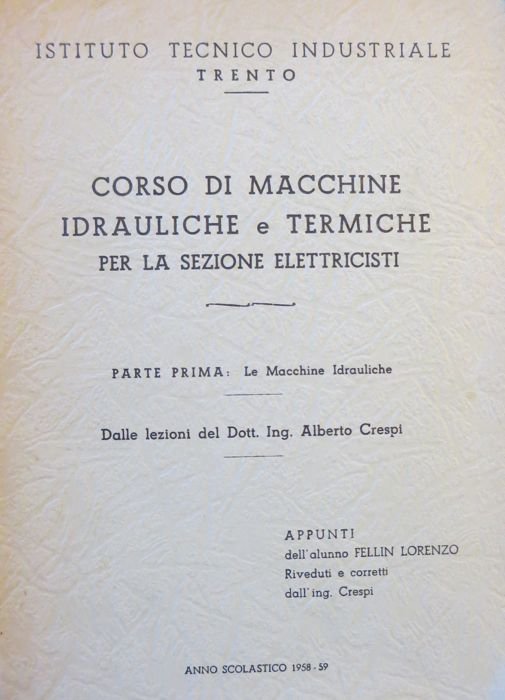 ISTITUTO TECNICO INDUSTRIALE
TRENTO
CORSO DI MACCHINE
IDRAULICHE e TERMICHE
PER LA SEZIONE ELETTRICISTI
PARTE PRIMA: Le Macchine Idrauliche
Dalle lezioni del Dott. Ing. Alberto Crespi
APPUNTI
dell'alunno FELLIN LORENZO
Riveduti e corretti
dall'ing. Crespi
ANNO SCOLASTICO 1958-59